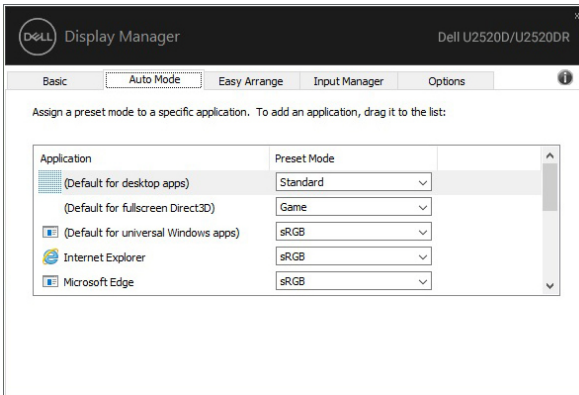 DELL Display Manager Dell U2520D/U2520DR
Basic Auto Mode Easy Arrange Input Manager Options
Assign a preset mode to a specific application. To add an application, drag it to the list:
Application Preset Mode
(Default for desktop apps) Standard
(Default for fullscreen Direct3D) Game
(Default for universal Windows apps) sRGB
Internet Explorer sRGB
Microsoft Edge sRGB